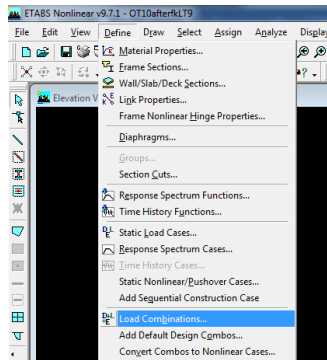 ETABS Nonlinear v9.7.1 - OT10afterfkLT9
File Edit View Define Draw Select Assign Analyze Display
Material Properties...
Frame Sections...
Wall/Slab/Deck Sections...
Elevation V
Link Properties...
Frame Nonlinear Hinge Properties...
Diaphragms...
Groups...
Section Cuts...
Response Spectrum Functions...
Time History Functions...
Static Load Cases...
Response Spectrum Cases...
Time History Cases...
Static Nonlinear/Pushover Cases...
Add Sequential Construction Case
Load Combinations...
Add Default Design Combos...
Convert Combos to Nonlinear Cases...